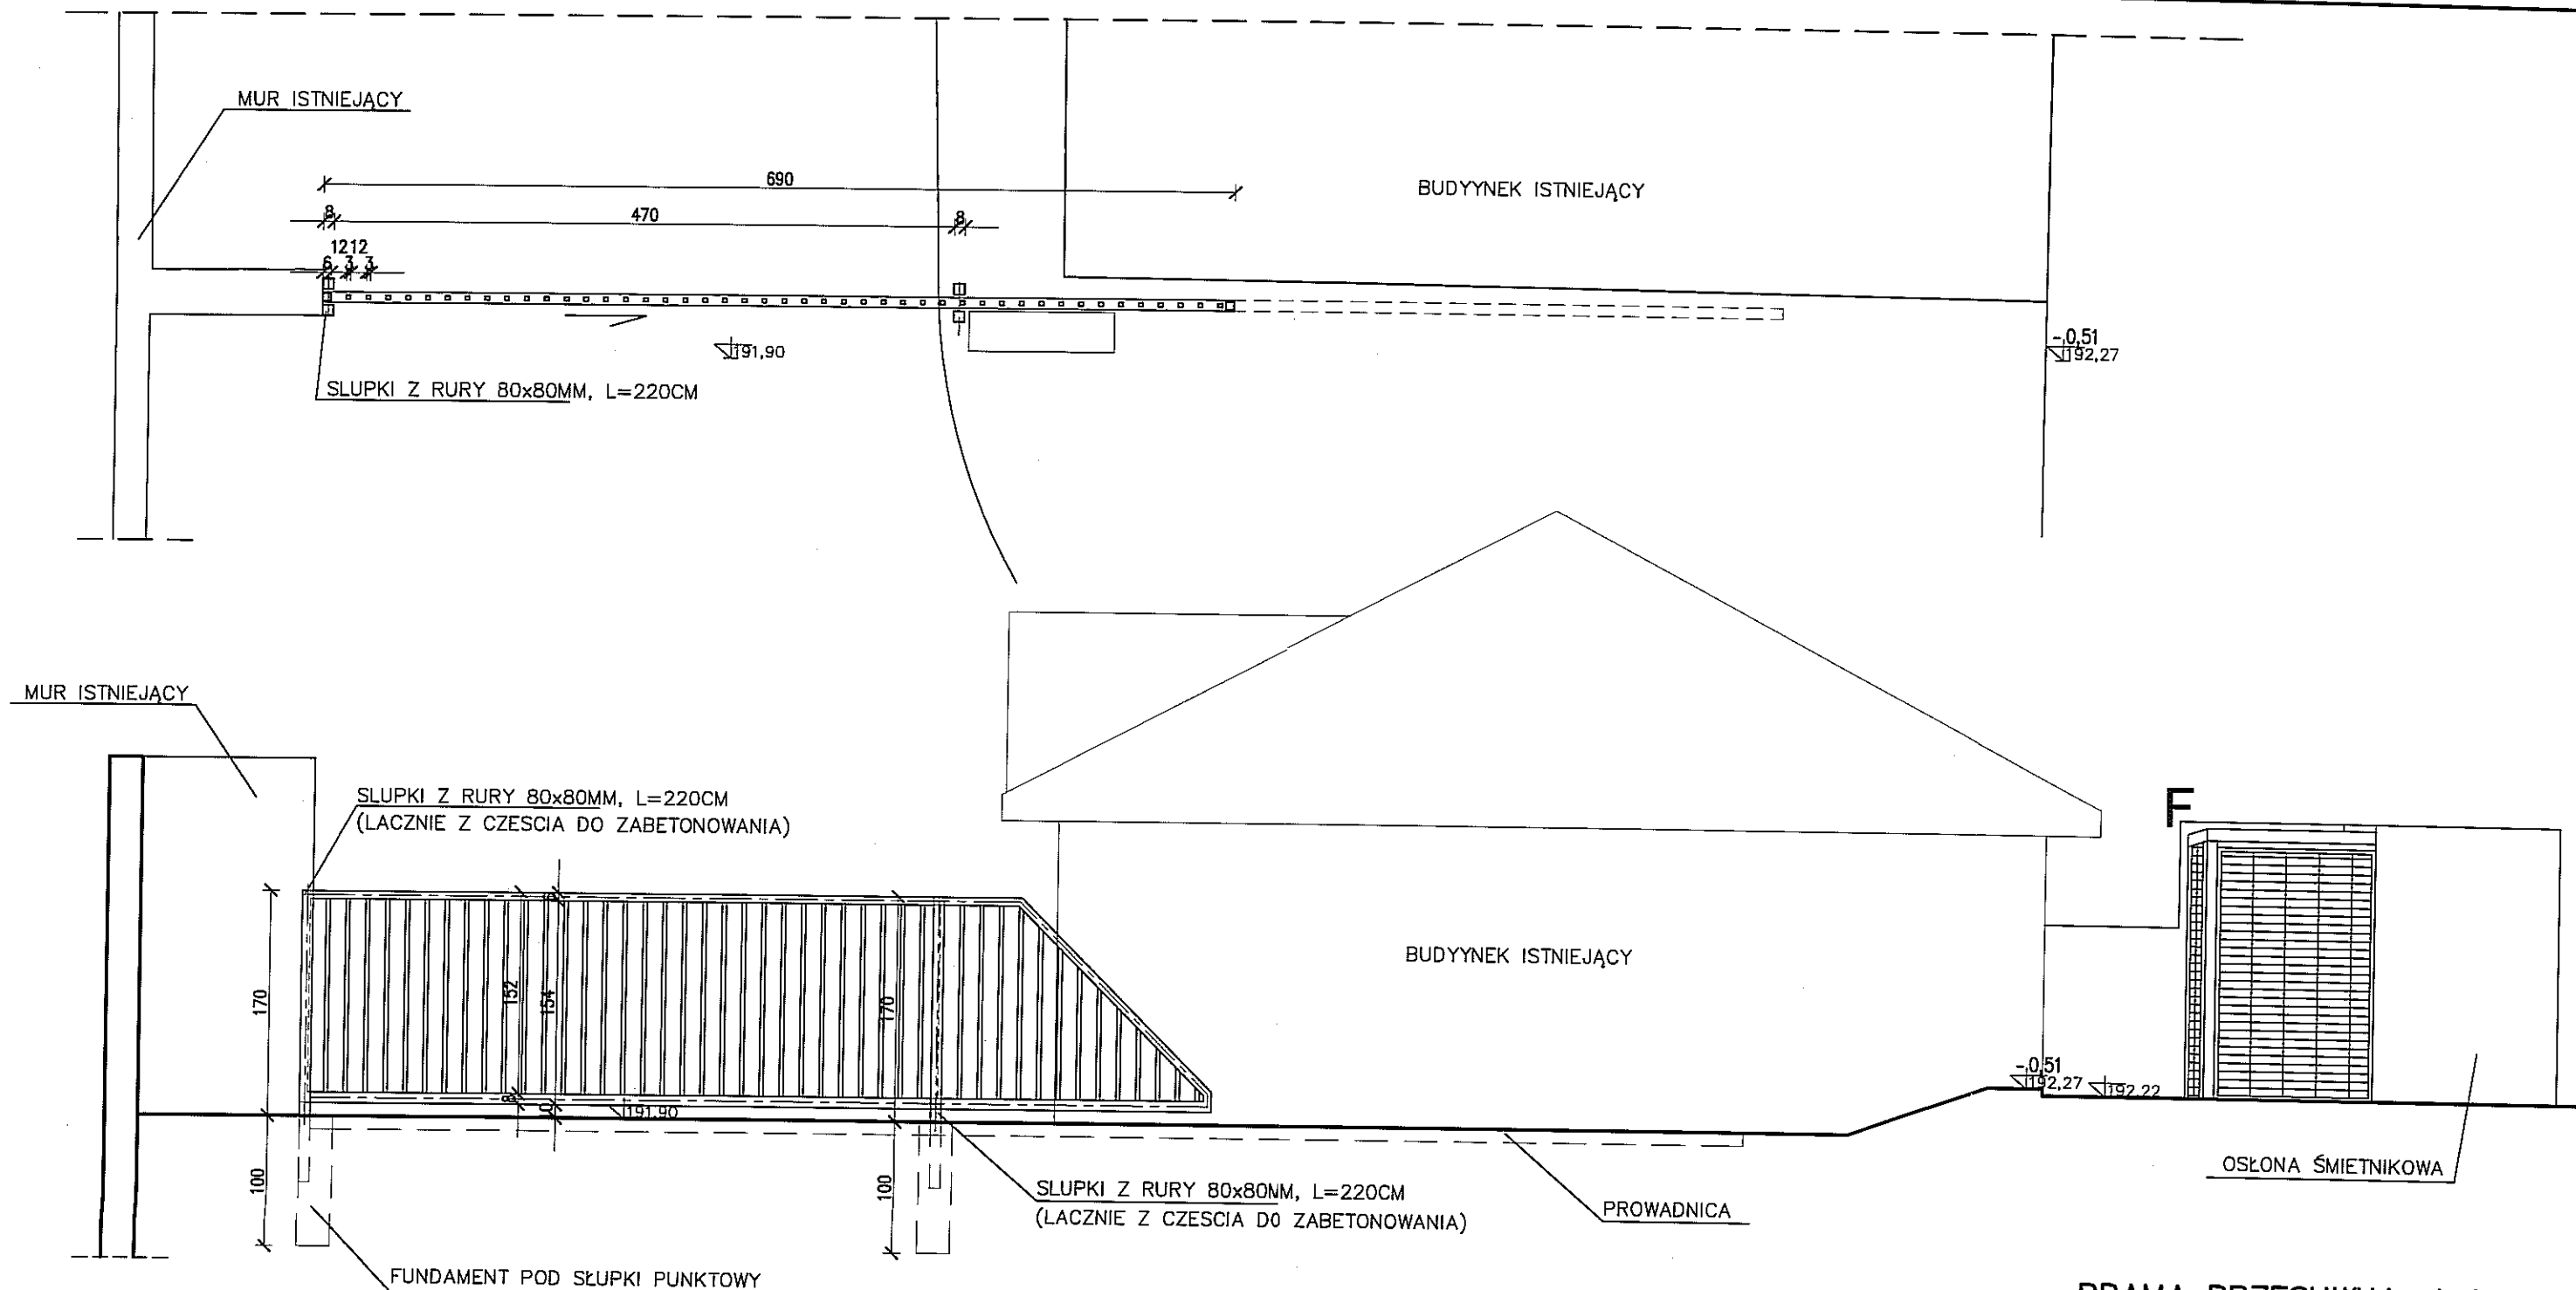 MUR ISTNIEJĄCY
690
BUDYYNEK ISTNIEJĄCY
8 470 8
1212
6 3 3
191,90
-0,51
192,27
SLUPKI Z RURY 80x80MM, L=220CM
MUR ISTNIEJĄCY
SLUPKI Z RURY 80x80MM, L=220CM
(LACZNIE Z CZESCIA DO ZABETONOWANIA)
F
BUDYYNEK ISTNIEJĄCY
170
152
154
170
8
191,90
-0,51
192,27
192,22
100
100
SLUPKI Z RURY 80x80MM, L=220CM
(LACZNIE Z CZESCIA DO ZABETONOWANIA)
PROWADNICA
OSŁONA ŚMIETNIKOWA
FUNDAMENT POD SŁUPKI PUNKTOWY